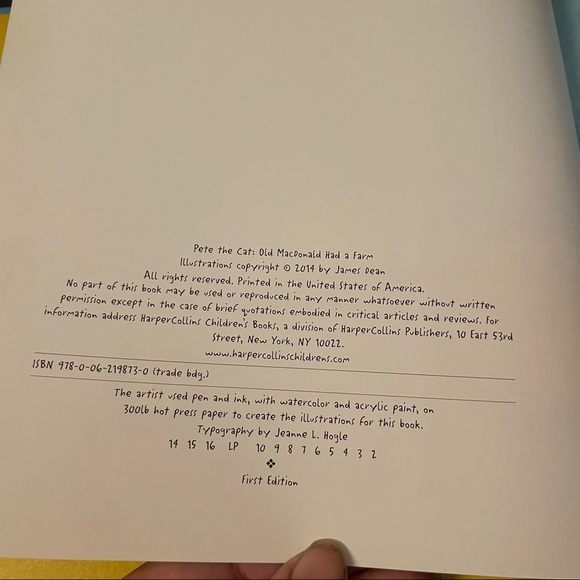 Pete the Cat: Old MacDonald Had a Farm
Illustrations copyright © 2014 by James Dean
All rights reserved. Printed in the United States of America.
No part of this book may be used or reproduced in any manner whatsoever without written
permission except in the case of brief quotations embodied in critical articles and reviews. For
information address HarperCollins Children's Books, a division of HarperCollins Publishers, 10 East 53rd
Street, New York, NY 10022.
www.harpercollinschildrens.com
ISBN 978-0-06-219873-0 (trade bdg.)
The artist used pen and ink, with watercolor and acrylic paint, on
300lb hot press paper to create the illustrations for this book.
Typography by Jeanne L. Hogle
14 15 16 LP 10 9 8 7 6 5 4 3 2
❖
First Edition